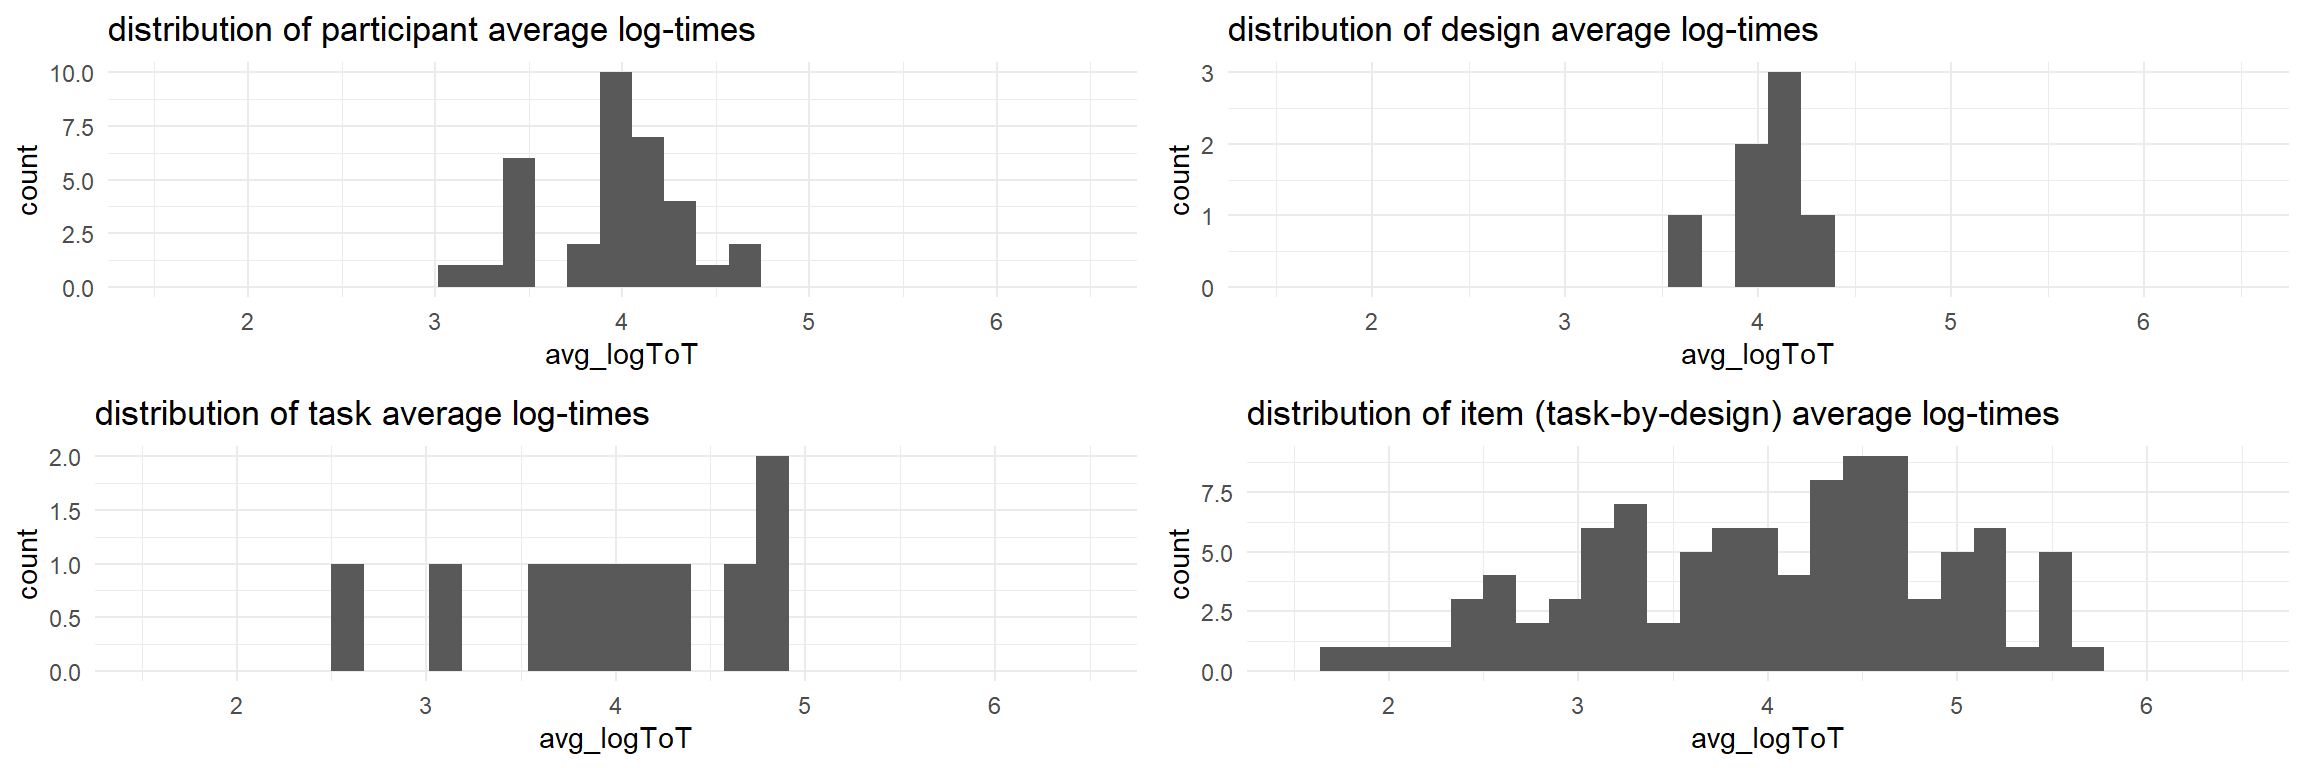 distribution of participant average log-times
10.0
7.5
5.0
2.5
0.0
count
2 3 4 5 6
avg_logToT
distribution of design average log-times
3
2
1
0
count
2 3 4 5 6
avg_logToT
distribution of task average log-times
2.0
1.5
1.0
0.5
0.0
count
2 3 4 5 6
avg_logToT
distribution of item (task-by-design) average log-times
7.5
5.0
2.5
0.0
count
2 3 4 5 6
avg_logToT